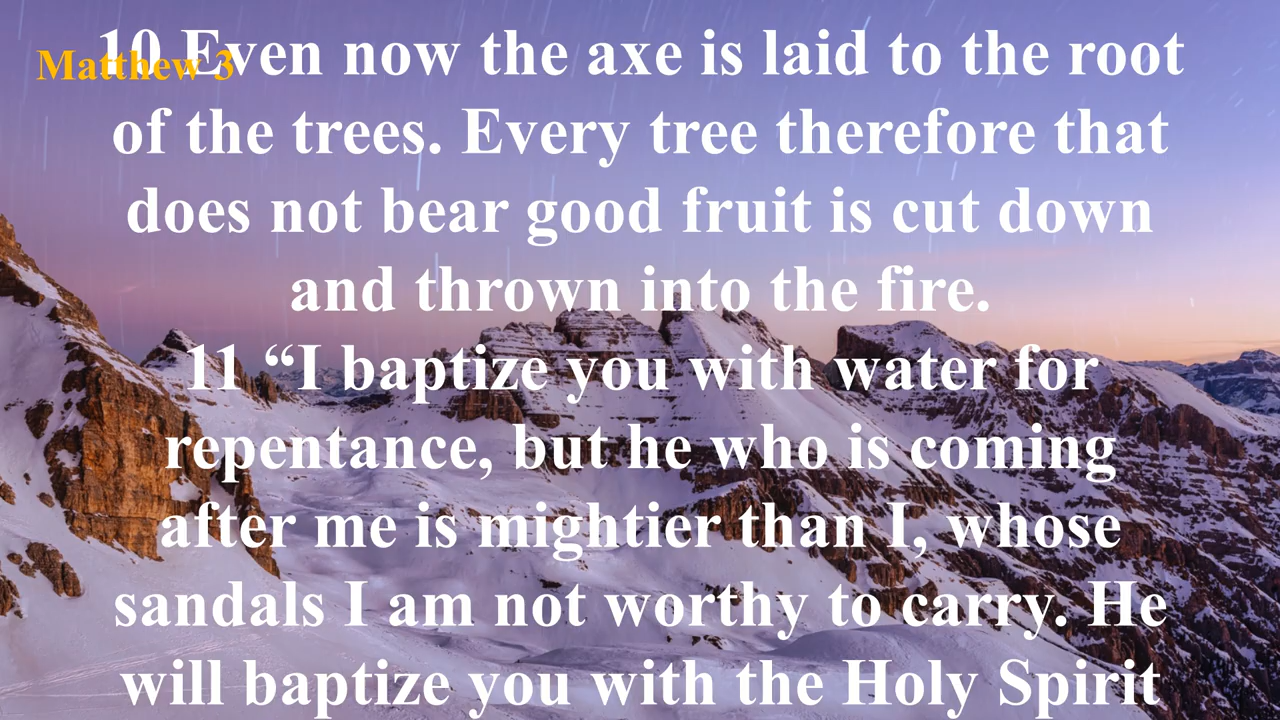 Matthew 3
10 Even now the axe is laid to the root
of the trees. Every tree therefore that
does not bear good fruit is cut down
and thrown into the fire.
11 “I baptize you with water for
repentance, but he who is coming
after me is mightier than I, whose
sandals I am not worthy to carry. He
will baptize you with the Holy Spirit